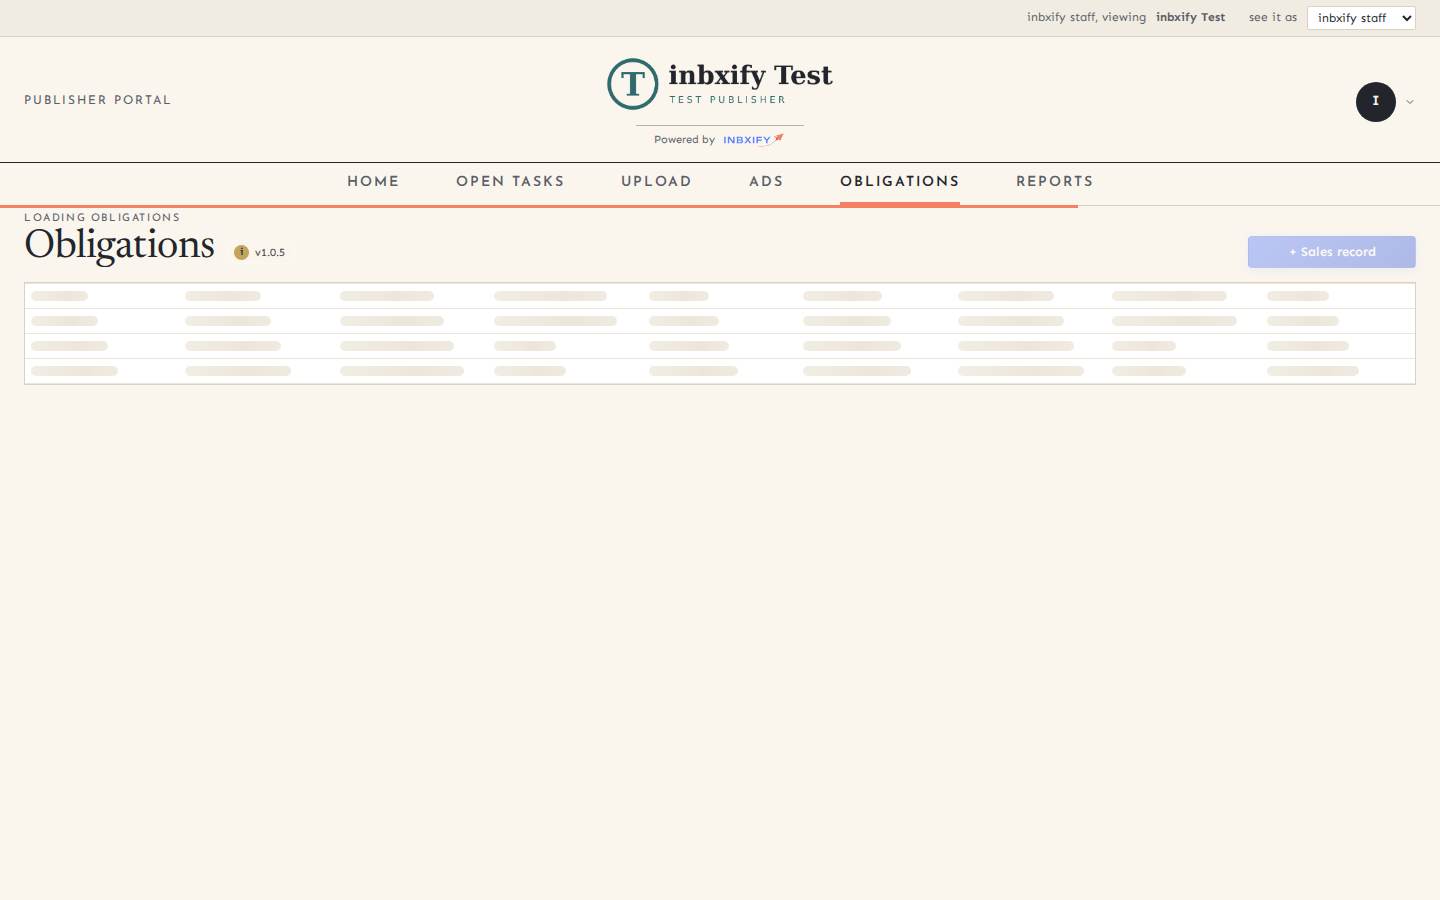 inbxify staff, viewing inbxify Test see it as inbxify staff
PUBLISHER PORTAL
T
inbxify Test
TEST PUBLISHER
Powered by INBXIFY
I
HOME OPEN TASKS UPLOAD ADS OBLIGATIONS REPORTS
LOADING OBLIGATIONS
Obligations
i v1.0.5
+ Sales record